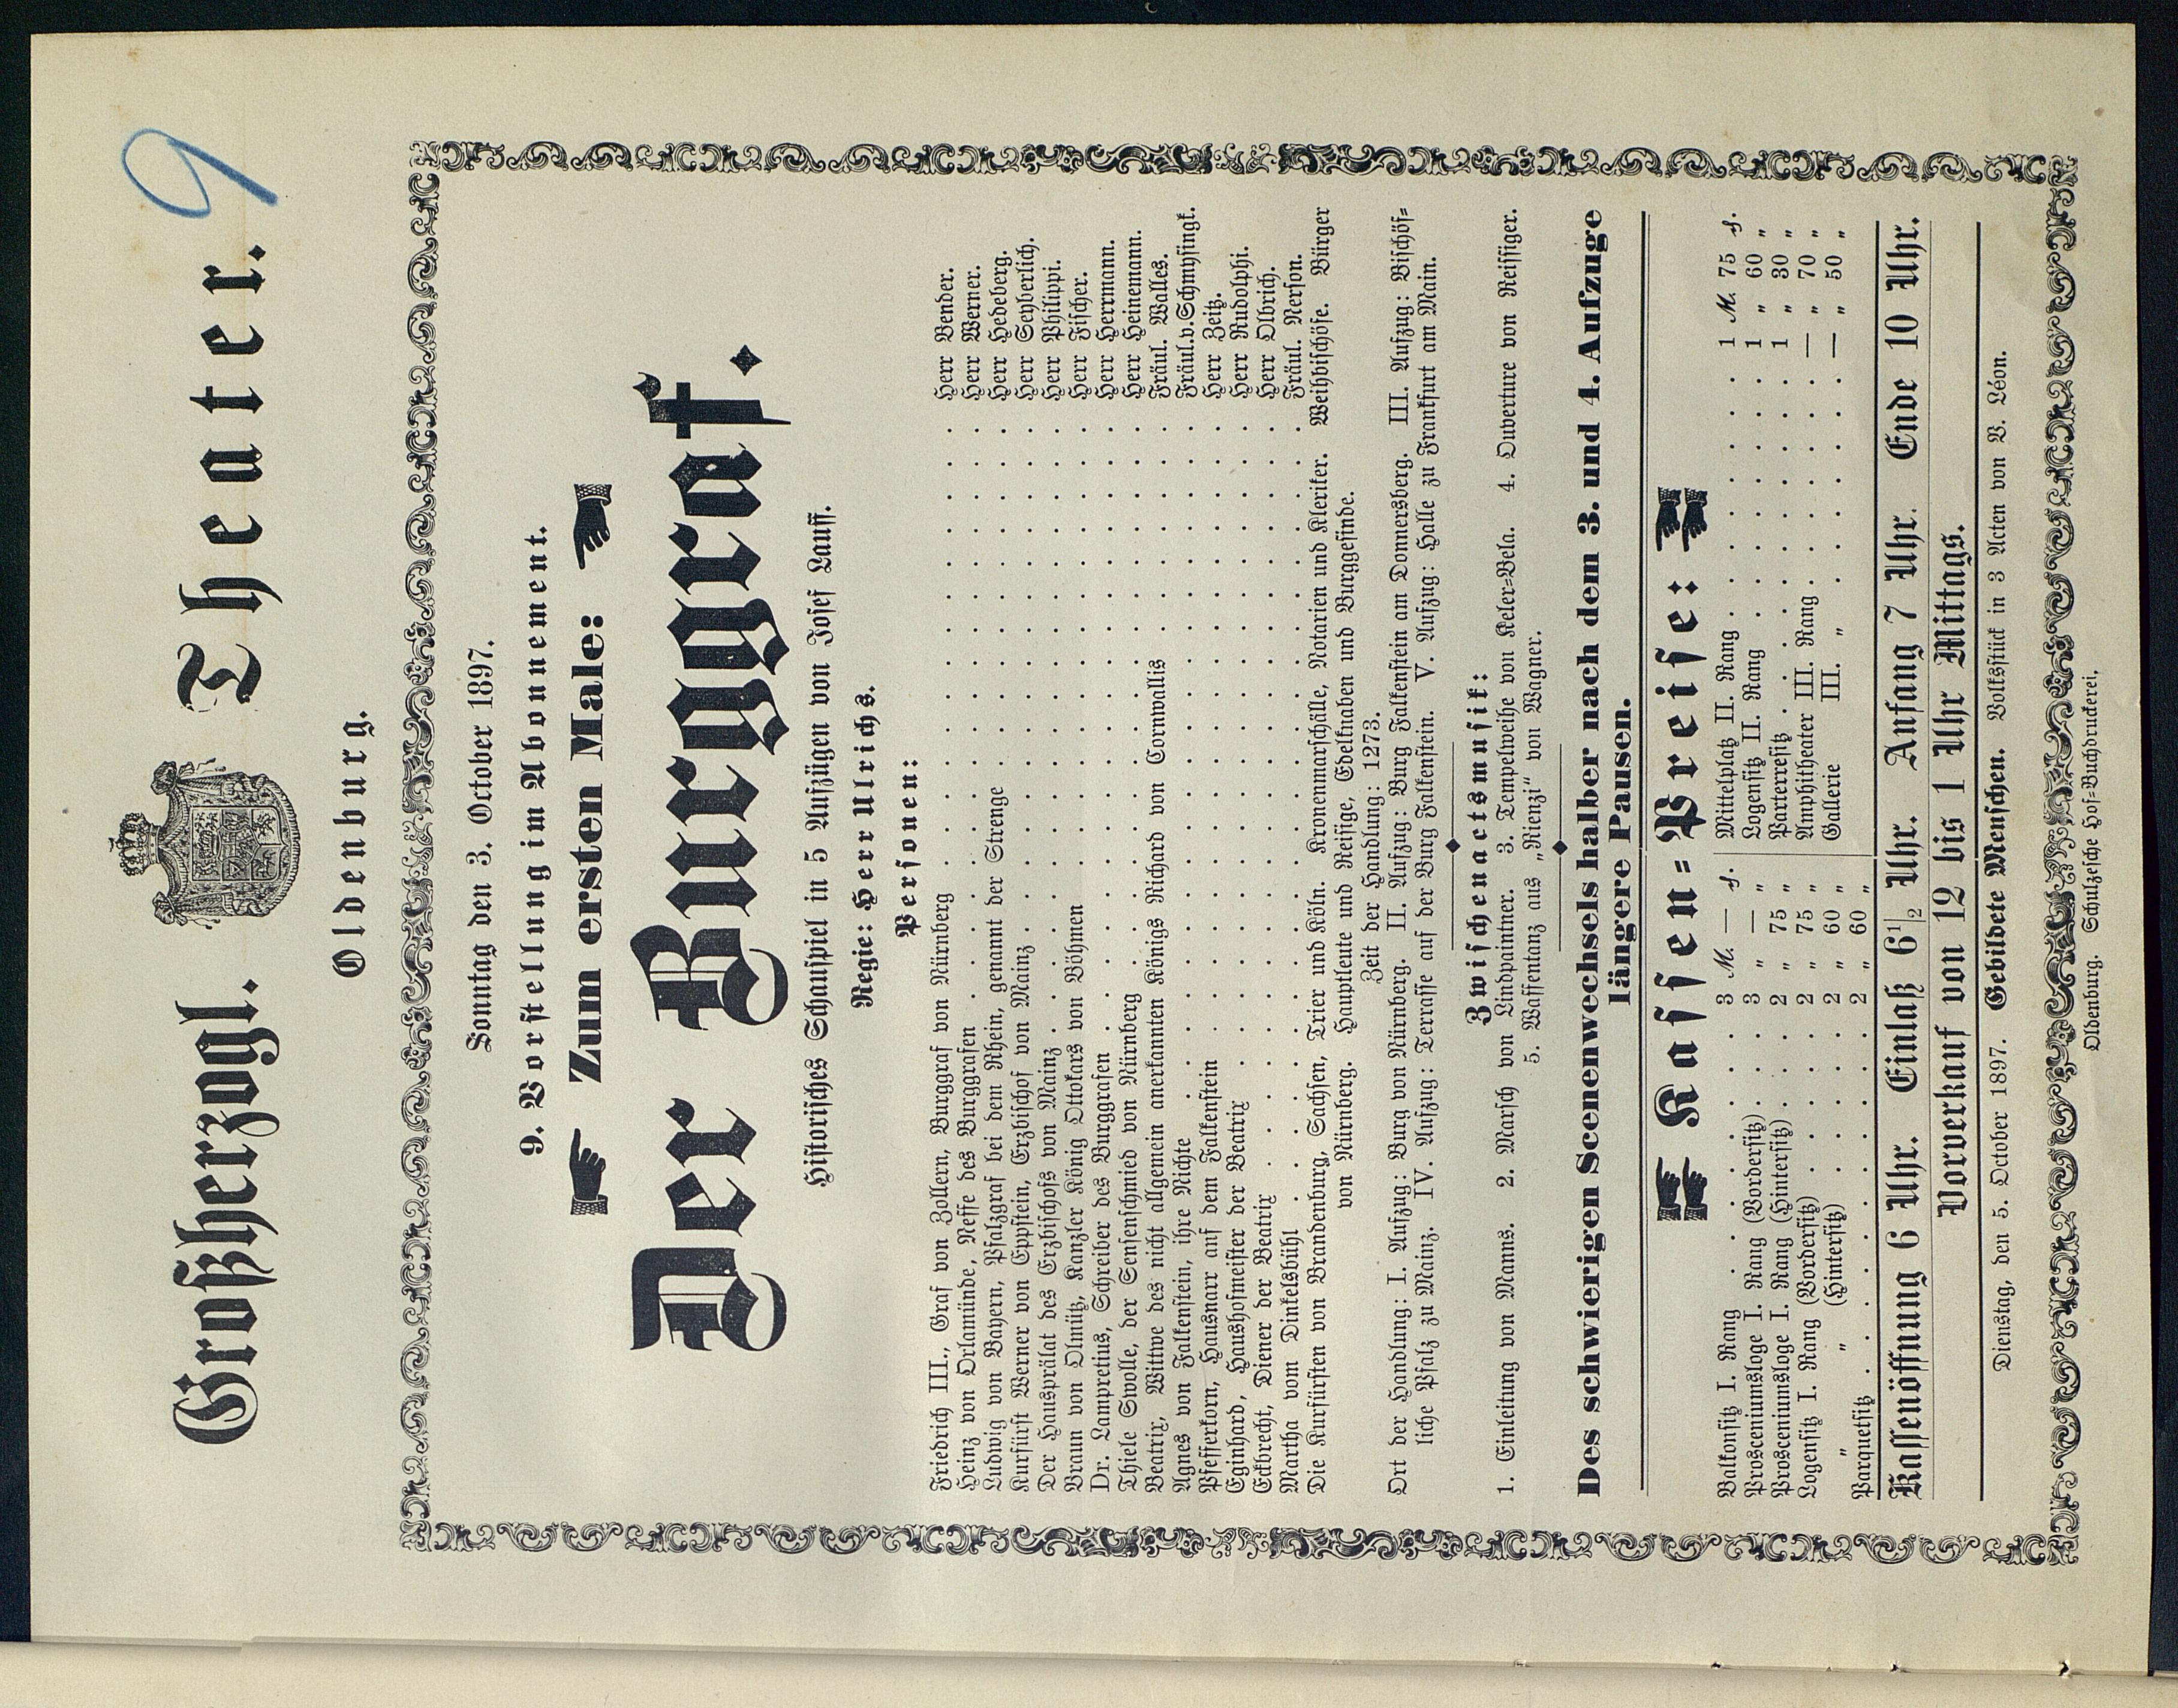 9
Großherzogl. Theater.
Oldenburg.
Sonntag den 3. October 1897.
9. Vorstellung im Abonnement.
Zum ersten Male:
Der Burggraf.
Historisches Schauspiel in 5 Aufzügen von Josef Lauff.
Regie: Herr Ulrichs.
Personen:
Friedrich III., Graf von Zollern, Burggraf von Nürnberg . . . Herr Bender.
Heinz von Orlamünde, Neffe des Burggrafen . . . Herr Werner.
Ludwig von Bayern, Pfalzgraf bei dem Rhein, genannt der Strenge . . . Herr Hedeberg.
Kurfürst Werner von Eppstein, Erzbischof von Mainz . . . Herr Seyberlich.
Der Hausprälat des Erzbischofs von Mainz . . . Herr Philippi.
Braun von Olmütz, Kanzler König Ottokars von Böhmen . . . Herr Fischer.
Dr. Lampretius, Schreiber des Burggrafen . . . Herr Herrmann.
Thiele Swolle, der Sensenschmied von Nürnberg . . . Herr Heinemann.
Beatrix, Wittwe des nicht allgemein anerkannten Königs Richard von Cornwallis . . . Fräul. Walles.
Agnes von Falkenstein, ihre Nichte . . . Fräul. v. Schmysingk.
Pfefferkorn, Hausnarr auf dem Falkenstein . . . Herr Zeitz.
Eginhard, Haushofmeister der Beatrix . . . Herr Rudolphi.
Eckbrecht, Diener der Beatrix . . . Herr Olbrich.
Martha vom Dinkelsbühl . . . Fräul. Nerson.
Die Kurfürsten von Brandenburg, Sachsen, Trier und Köln. Kronenmarschälle, Notarien und Kleriker. Weihbischöfe. Bürger
von Nürnberg. Hauptleute und Reisige, Edelknaben und Burggesinde.
Zeit der Handlung: 1273.
Ort der Handlung: I. Aufzug: Burg von Nürnberg. II. Aufzug: Burg Falkenstein am Donnersberg. III. Aufzug: Bischöf=
liche Pfalz zu Mainz. IV. Aufzug: Terrasse auf der Burg Falkenstein. V. Aufzug: Halle zu Frankfurt am Main.
Zwischenactsmusik:
1. Einleitung von Manns. 2. Marsch von Lindpaintner. 3. Tempelweihe von Keler=Bela. 4. Ouverture von Reissiger.
5. Waffentanz aus „Rienzi“ von Wagner.
Des schwierigen Scenenwechsels halber nach dem 3. und 4. Aufzuge
längere Pausen.
Kassen=Preise:
Balkonsitz I. Rang . . . 3 M. — ₰.
Prosceniumsloge I. Rang (Vordersitz) . 3 „ — „
Prosceniumsloge I. Rang (Hintersitz) . 2 „ 75 „
Logensitz I. Rang (Vordersitz) . . . 2 „ 75 „
„ „ (Hintersitz) . . . 2 „ 60 „
Parquetsitz . . . 2 „ 60 „
Mittelplatz II. Rang . . . 1 M. 75 ₰.
Logensitz II. Rang . . . 1 „ 60 „
Parterresitz . . . 1 „ 30 „
Amphitheater III. Rang . . . — „ 70 „
Gallerie III. „ . . . — „ 50 „
Kassenöffnung 6 Uhr. Einlaß 6 1/2 Uhr. Anfang 7 Uhr. Ende 10 Uhr.
Vorverkauf von 12 bis 1 Uhr Mittags.
Dienstag, den 5. October 1897. Gebildete Menschen. Volksstück in 3 Acten von V. Léon.
Oldenburg. Schulzesche Hof=Buchdruckerei.